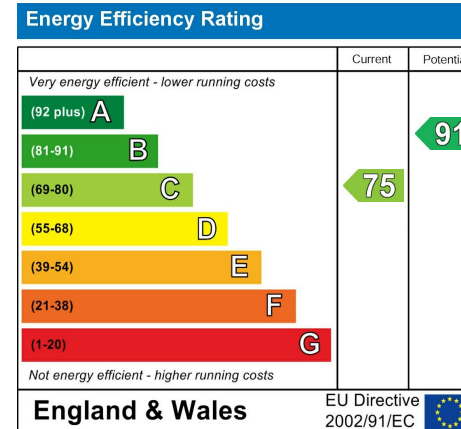 Energy Efficiency Rating
Current
Very energy efficient - lower running costs
(92 plus) A
91
(81-91) B
(69-80) C
75
(55-68) D
(39-54) E
(21-38) F
(1-20) G
Not energy efficient - higher running costs
England & Wales
EU Directive
2002/91/EC